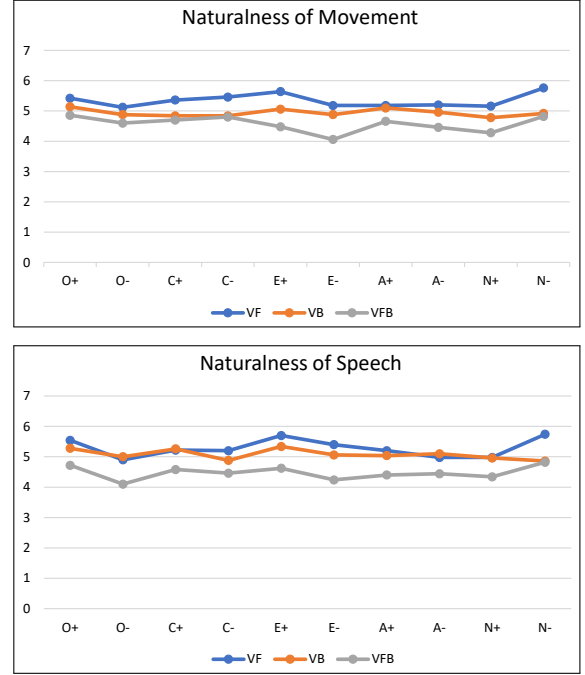 Naturalness of Movement
7
6
5
4
3
2
1
0
O+ O- C+ C- E+ E- A+ A- N+ N-
VF VB VFB
Naturalness of Speech
7
6
5
4
3
2
1
0
O+ O- C+ C- E+ E- A+ A- N+ N-
VF VB VFB